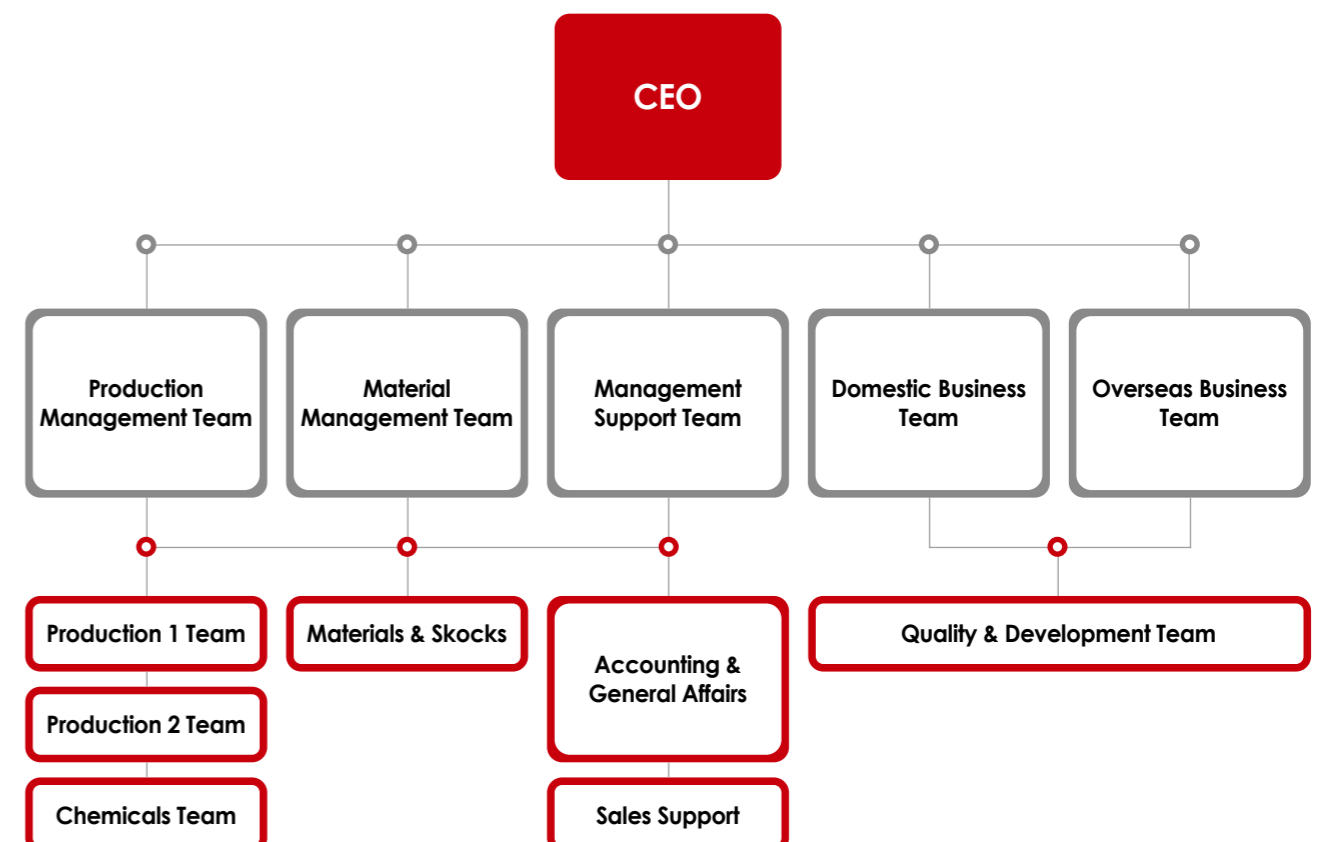 CEO
Production
Management Team
Material
Management Team
Management
Support Team
Domestic Business
Team
Overseas Business
Team
Production 1 Team
Materials & Skocks
Accounting &
General Affairs
Quality & Development Team
Production 2 Team
Chemicals Team
Sales Support